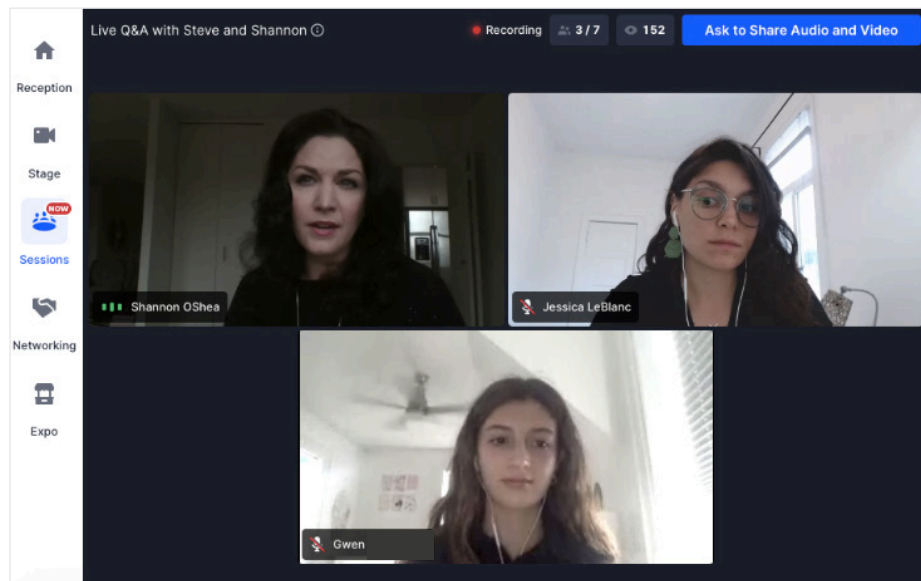 Live Q&A with Steve and Shannon
Recording
3 / 7
152
Ask to Share Audio and Video
Reception
Stage
NOW
Sessions
Networking
Expo
Shannon OShea
Jessica LeBlanc
Gwen